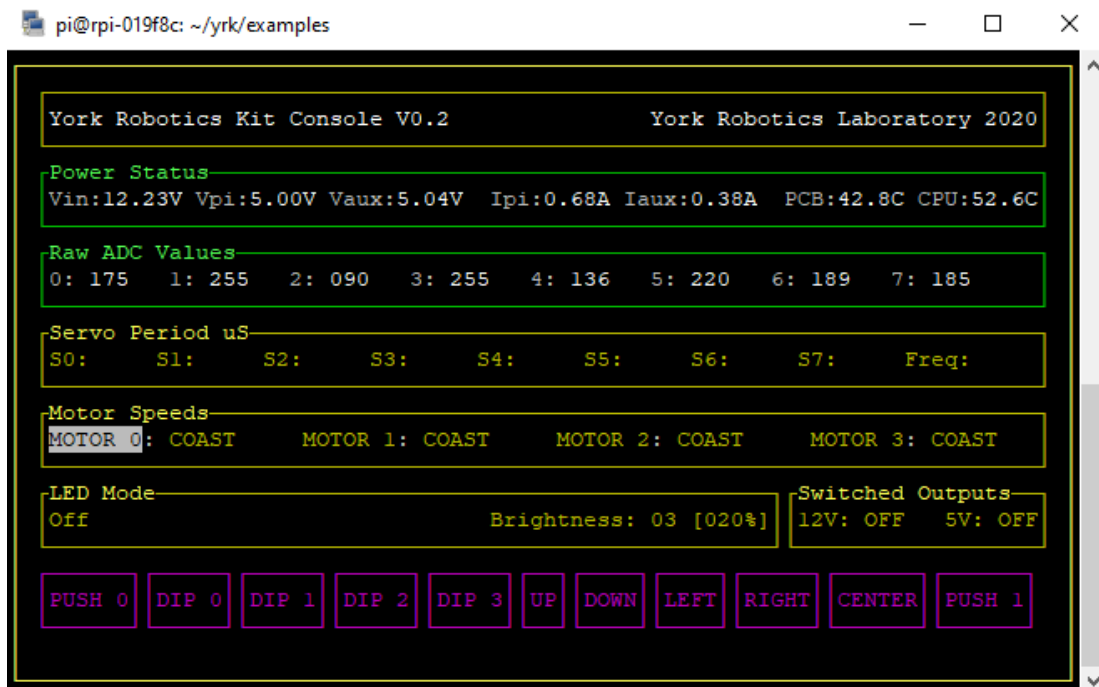 pi@rpi-019f8c: ~/yrk/examples
York Robotics Kit Console V0.2 York Robotics Laboratory 2020
Power Status
Vin:12.23V Vpi:5.00V Vaux:5.04V Ipi:0.68A Iaux:0.38A PCB:42.8C CPU:52.6C
Raw ADC Values
0: 175 1: 255 2: 090 3: 255 4: 136 5: 220 6: 189 7: 185
Servo Period uS
S0: S1: S2: S3: S4: S5: S6: S7: Freq:
Motor Speeds
MOTOR 0: COAST MOTOR 1: COAST MOTOR 2: COAST MOTOR 3: COAST
LED Mode Switched Outputs
Off Brightness: 03 [020%] 12V: OFF 5V: OFF
PUSH 0 DIP 0 DIP 1 DIP 2 DIP 3 UP DOWN LEFT RIGHT CENTER PUSH 1